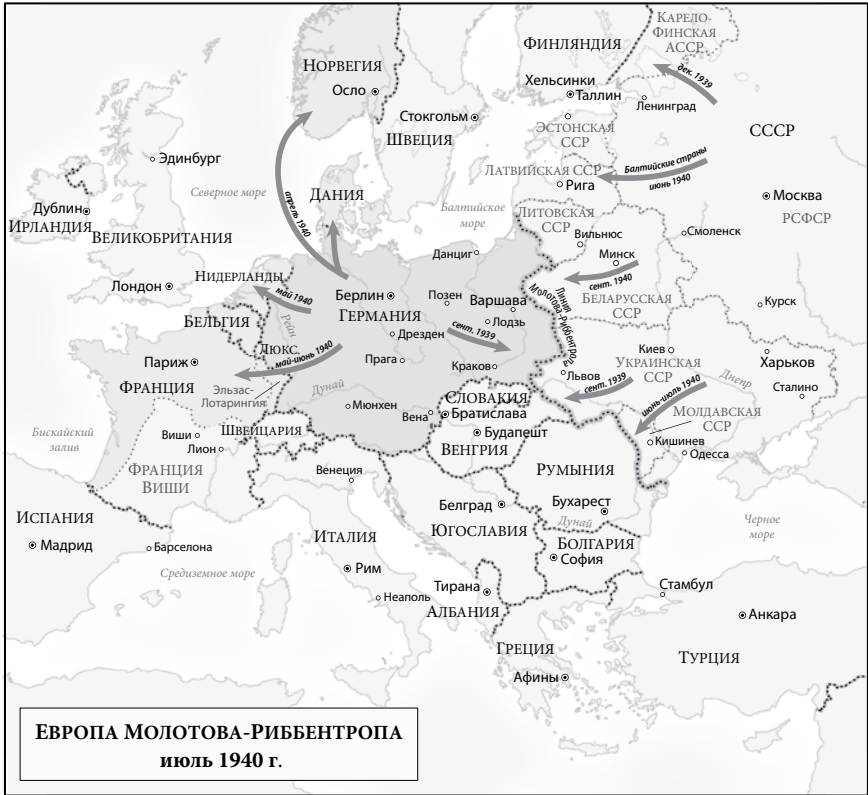 КАРЕЛО-
ФИНСКАЯ
АССР
ФИНЛЯНДИЯ
НОРВЕГИЯ
дек. 1939
Хельсинки
Осло
Таллин
Ленинград
Стокгольм
ЭСТОНСКАЯ
ССР
СССР
ШВЕЦИЯ
Эдинбург
Северное море
апрель 1940
ДАНИЯ
ЛАТВИЙСКАЯ ССР
Рига
Балтийские страны
июнь 1940
Москва
РСФСР
Балтийское
море
Дублин
ИРЛАНДИЯ
ВЕЛИКОБРИТАНИЯ
ЛИТОВСКАЯ
ССР
Вильнюс
Смоленск
Данциг
Минск
сент. 1940
БЕЛАРУССКАЯ
ССР
Линия
Молотова-Риббентропа
НИДЕРЛАНДЫ
май 1940
Лондон
Берлин
ГЕРМАНИЯ
Позен
Варшава
Лодзь
Курск
БЕЛЬГИЯ
Рейн
Дрезден
сент. 1939
Люкс.
май-июнь 1940
Париж
Прага
Краков
Львов
Киев
УКРАИНСКАЯ
ССР
Харьков
Днепр
Сталино
ФРАНЦИЯ
Эльзас-
Лотарингия
Дунай
сент. 1939
июнь-июль 1940
СЛОВАКИЯ
Мюнхен
Вена
Братислава
МОЛДАВСКАЯ
ССР
Бискайский
залив
Виши
Лион
ШВЕЙЦАРИЯ
Будапешт
ВЕНГРИЯ
Кишинев
Одесса
ФРАНЦИЯ
ВИШИ
Венеция
РУМЫНИЯ
Белград
Бухарест
ИСПАНИЯ
Мадрид
Барселона
ИТАЛИЯ
ЮГОСЛАВИЯ
Дунай
БОЛГАРИЯ
София
Черное
море
Средиземное море
Рим
Неаполь
Тирана
АЛБАНИЯ
Стамбул
Анкара
ГРЕЦИЯ
Афины
ТУРЦИЯ
ЕВРОПА МОЛОТОВА-РИББЕНТРОПА
июль 1940 г.